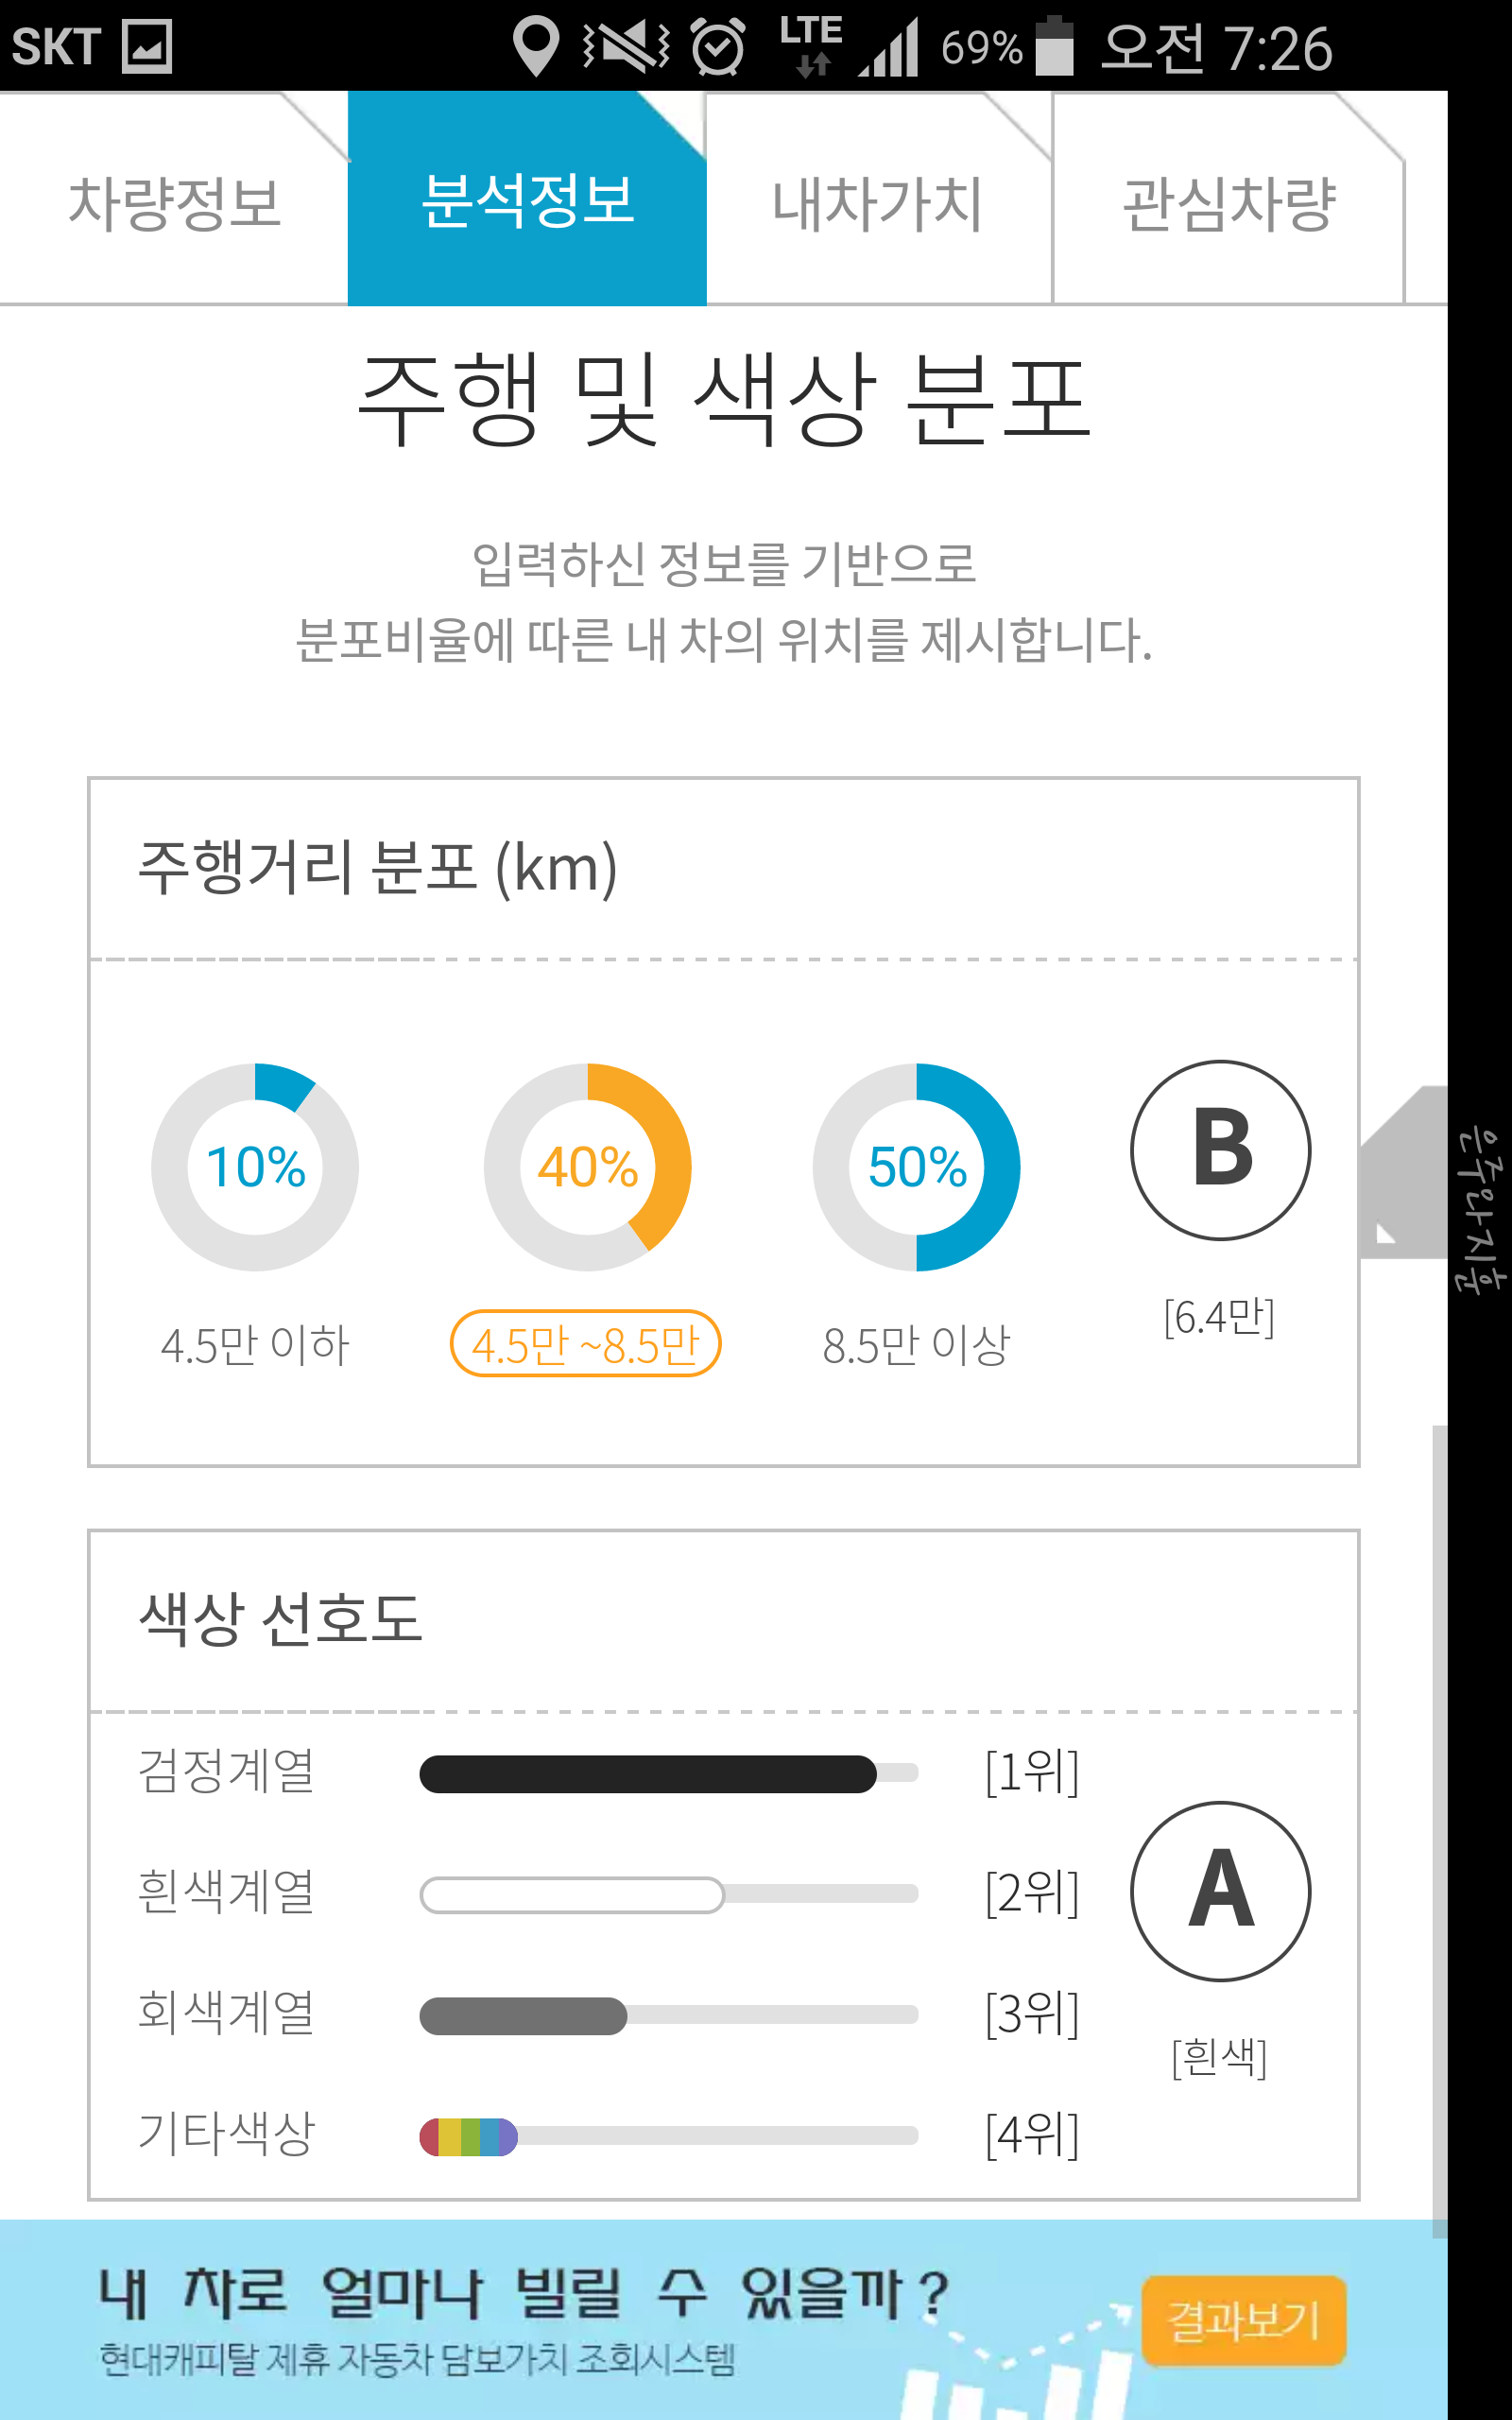 SKT LTE 69% 오전 7:26
차량정보 분석정보 내차가치 관심차량
주행 및 색상 분포
입력하신 정보를 기반으로
분포비율에 따른 내 차의 위치를 제시합니다.
주행거리 분포 (km)
10% 40% 50% B
4.5만 이하 4.5만 ~8.5만 8.5만 이상 [6.4만]
색상 선호도
검정계열 [1위]
흰색계열 [2위]
회색계열 [3위]
기타색상 [4위]
A
[흰색]
내 차로 얼마나 빌릴 수 있을까?
현대캐피탈 제휴 자동차 담보가치 조회시스템
결과보기